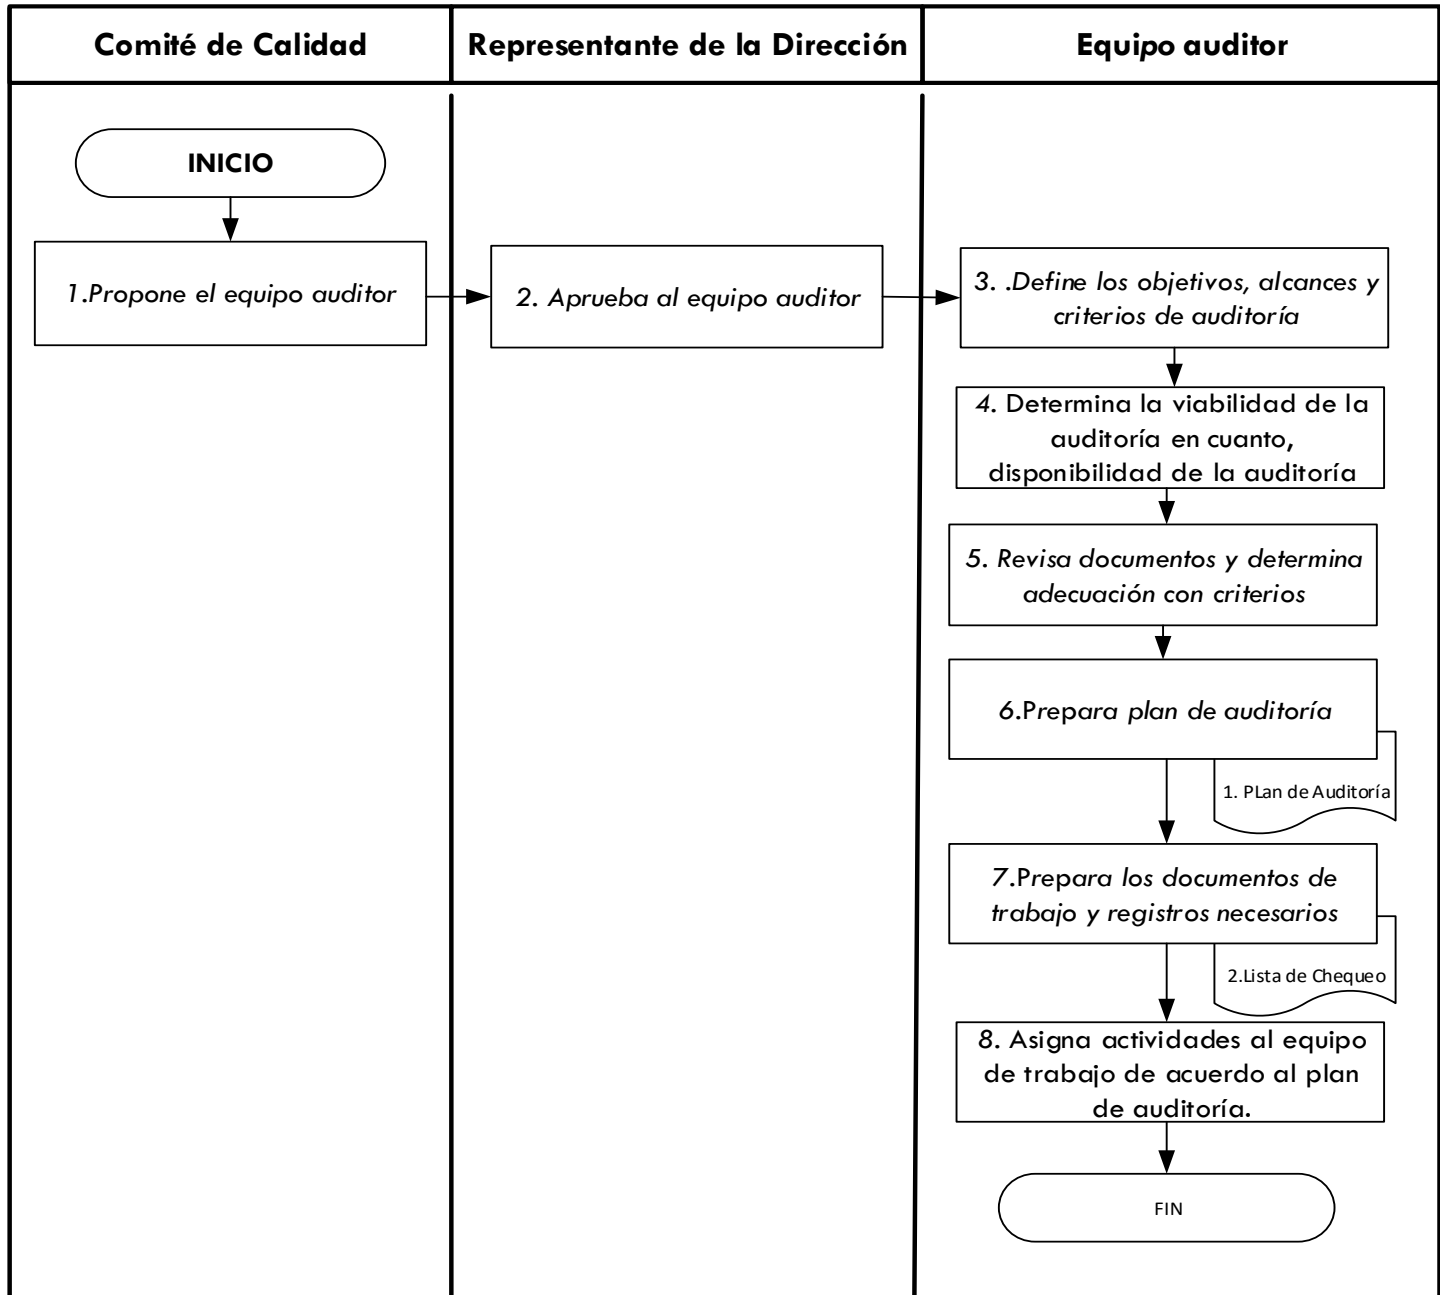 Comité de Calidad
Representante de la Dirección
Equipo auditor
INICIO
1.Propone el equipo auditor
2. Aprueba al equipo auditor
3. .Define los objetivos, alcances y
criterios de auditoría
4. Determina la viabilidad de la
auditoría en cuanto,
disponibilidad de la auditoría
5. Revisa documentos y determina
adecuación con criterios
6.Prepara plan de auditoría
1. PLan de Auditoría
7.Prepara los documentos de
trabajo y registros necesarios
2.Lista de Chequeo
8. Asigna actividades al equipo
de trabajo de acuerdo al plan
de auditoría.
FIN